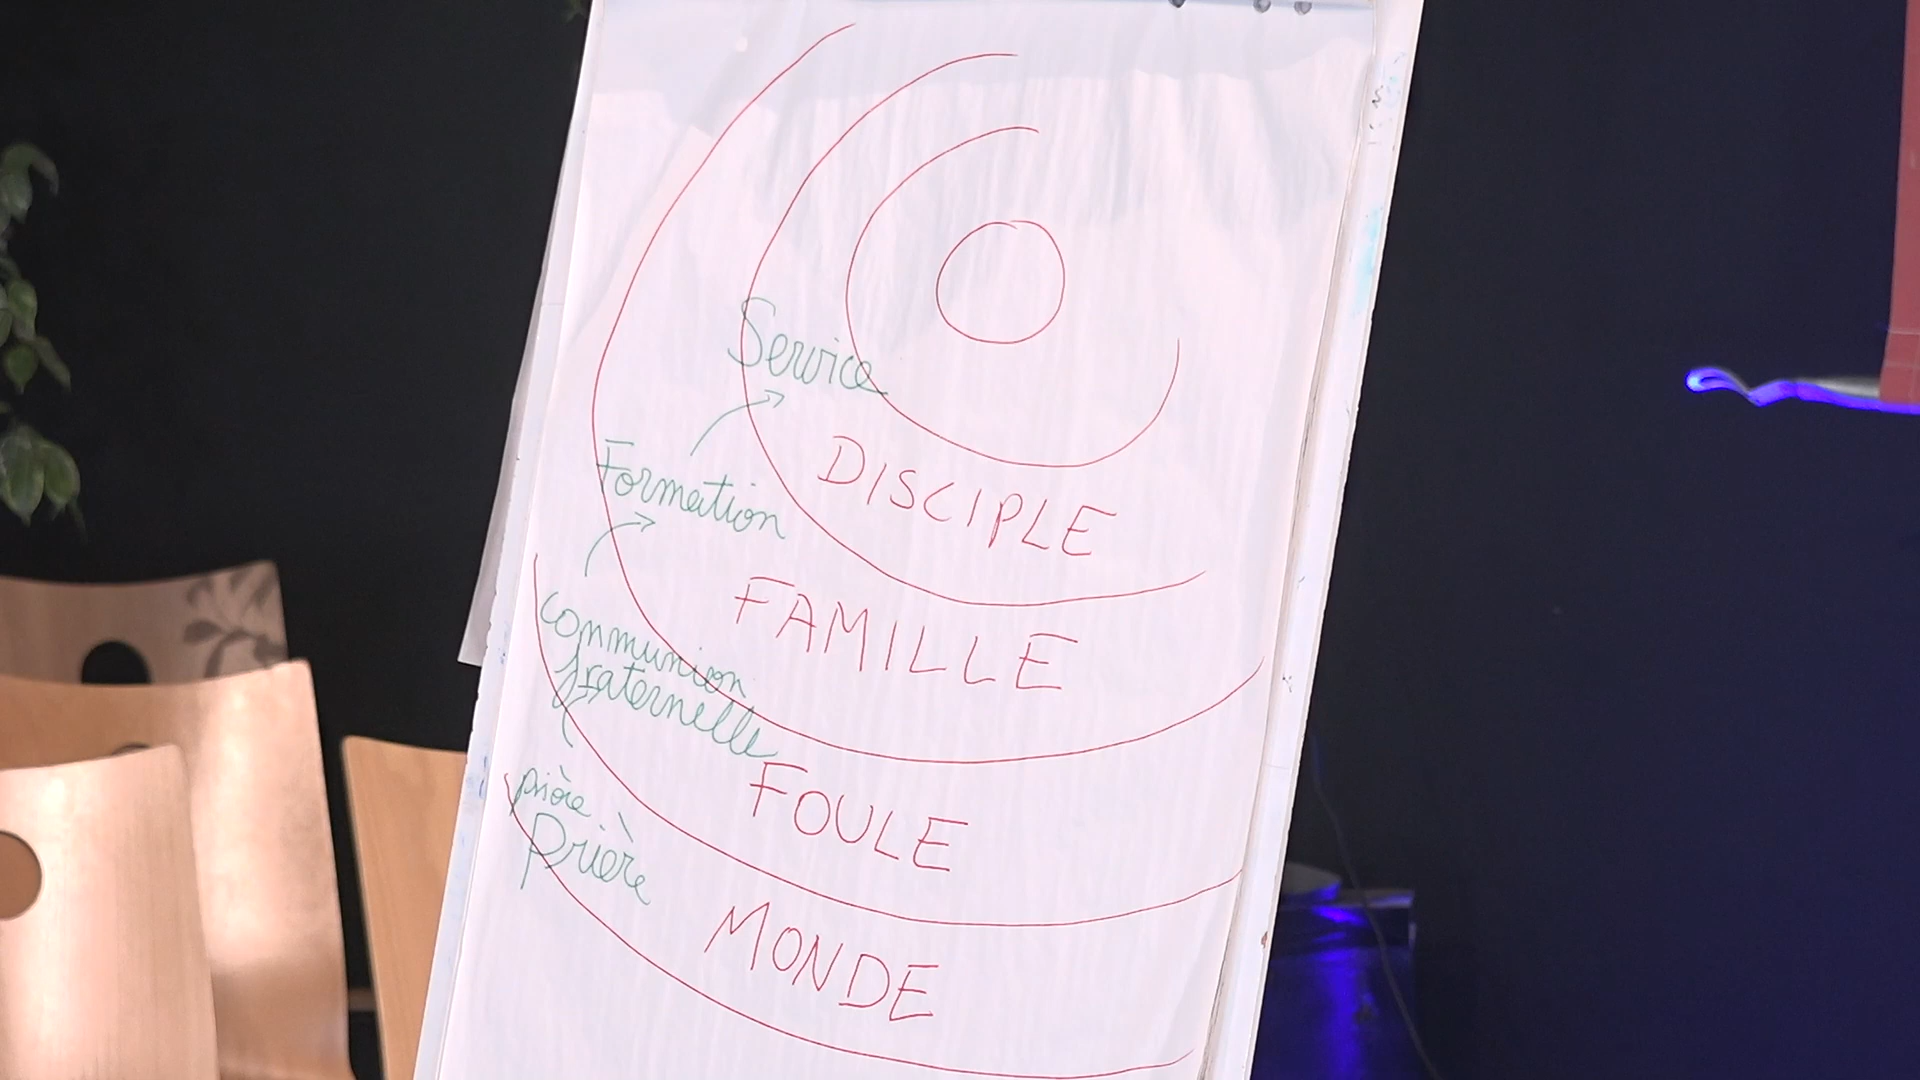 Service
DISCIPLE
Formation
FAMILLE
communion
fraternelle
FOULE
prière
Prière
MONDE